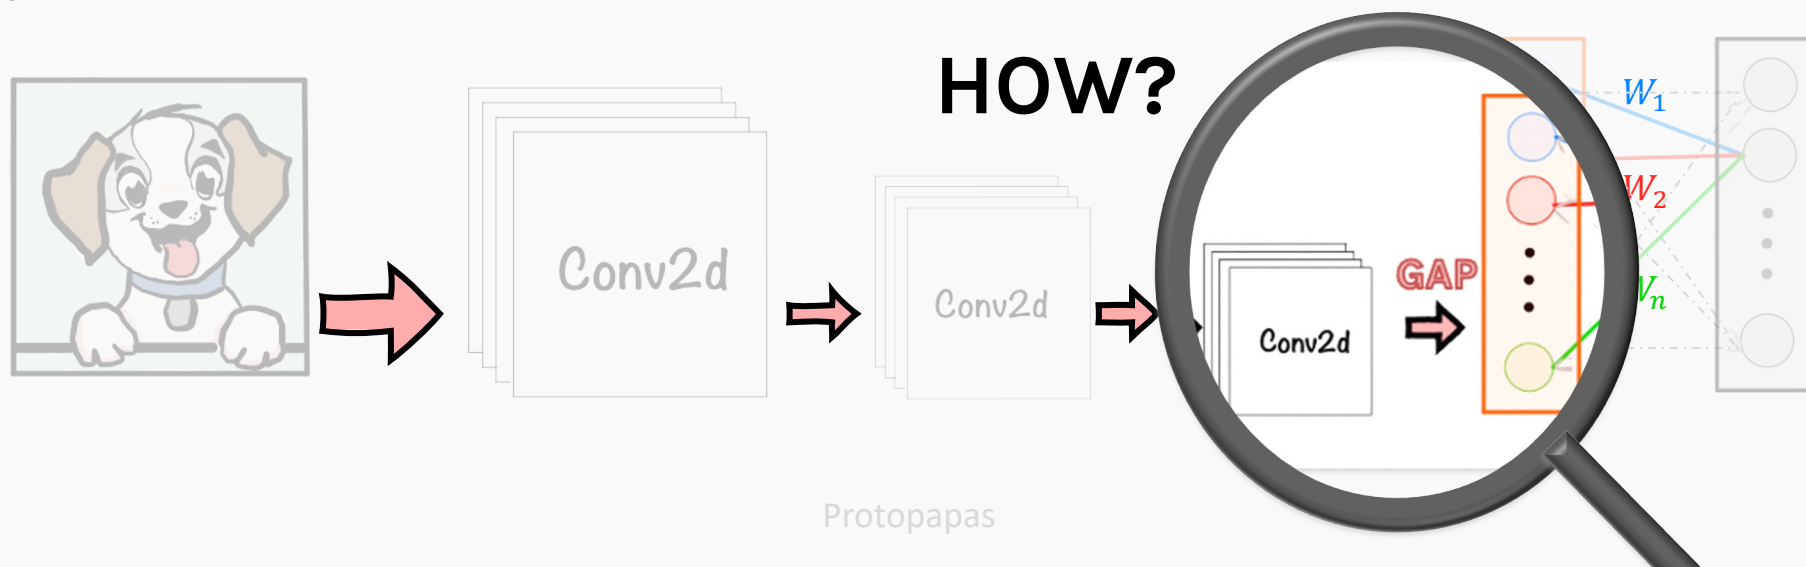 HOW?
Conv2d
Conv2d
Conv2d
GAP
W1
W2
Wn
Protopapas